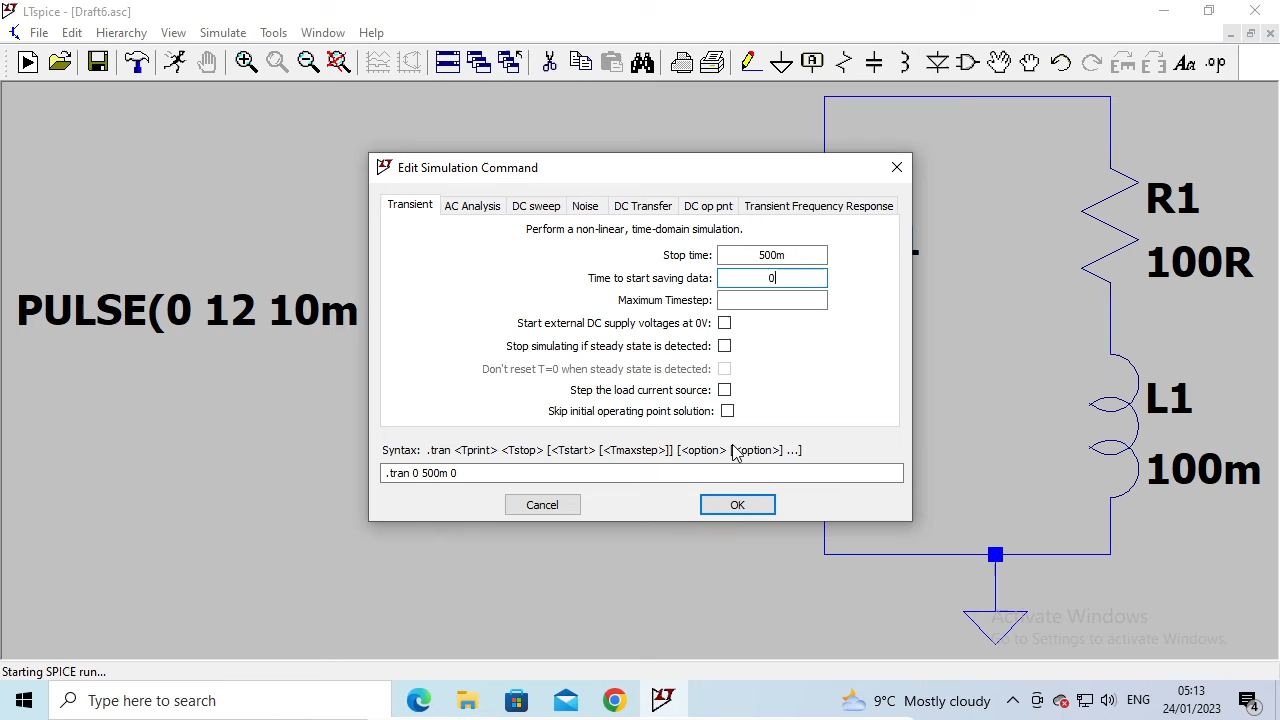 LTspice - [Draft6.asc]
File Edit Hierarchy View Simulate Tools Window Help
Aa .op
Edit Simulation Command
Transient AC Analysis DC sweep Noise DC Transfer DC op pnt Transient Frequency Response
Perform a non-linear, time-domain simulation.
Stop time: 500m
Time to start saving data: 0
Maximum Timestep:
Start external DC supply voltages at 0V:
Stop simulating if steady state is detected:
Don't reset T=0 when steady state is detected:
Step the load current source:
Skip initial operating point solution:
Syntax: .tran <Tprint> <Tstop> [<Tstart> [<Tmaxstep>]] [<option> [<option>] ...]
.tran 0 500m 0
Cancel OK
PULSE(0 12 10m
R1
100R
L1
100m
Activate Windows
Go to Settings to activate Windows.
Starting SPICE run...
Type here to search
9°C Mostly cloudy
ENG
05:13
24/01/2023
4